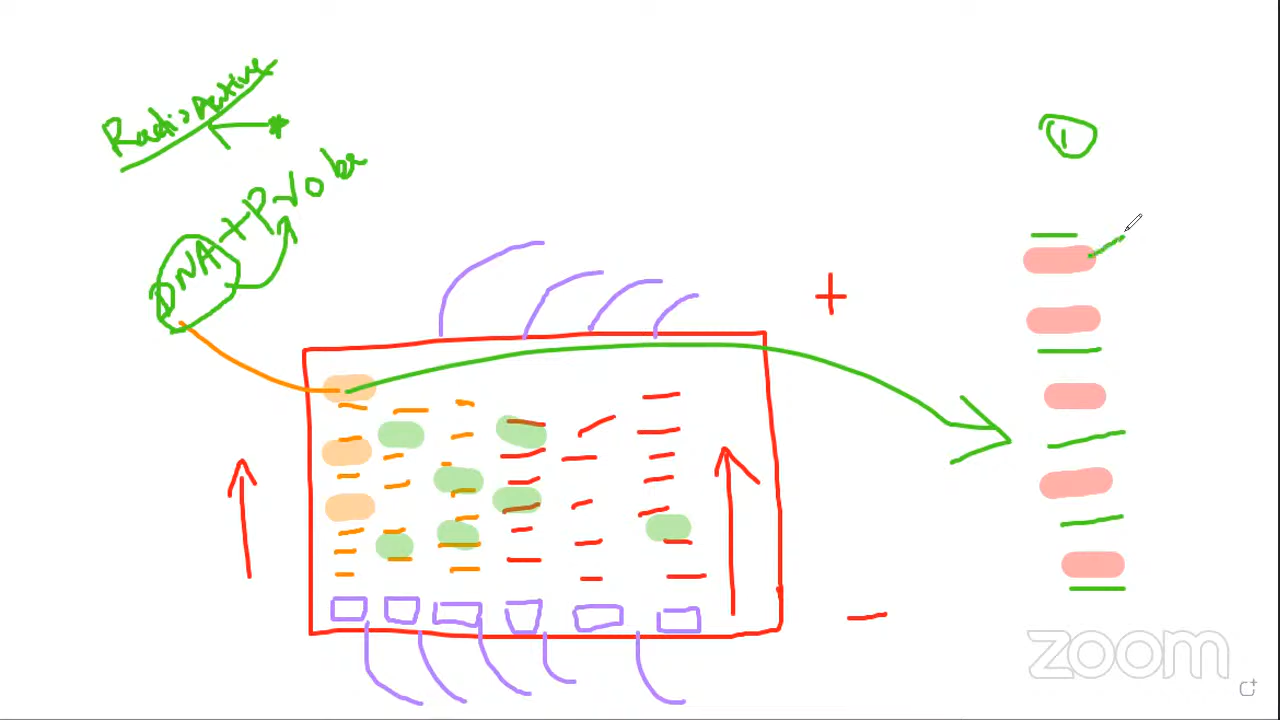 RadioActive
*
DNA + Probe
1
+
-
zoom